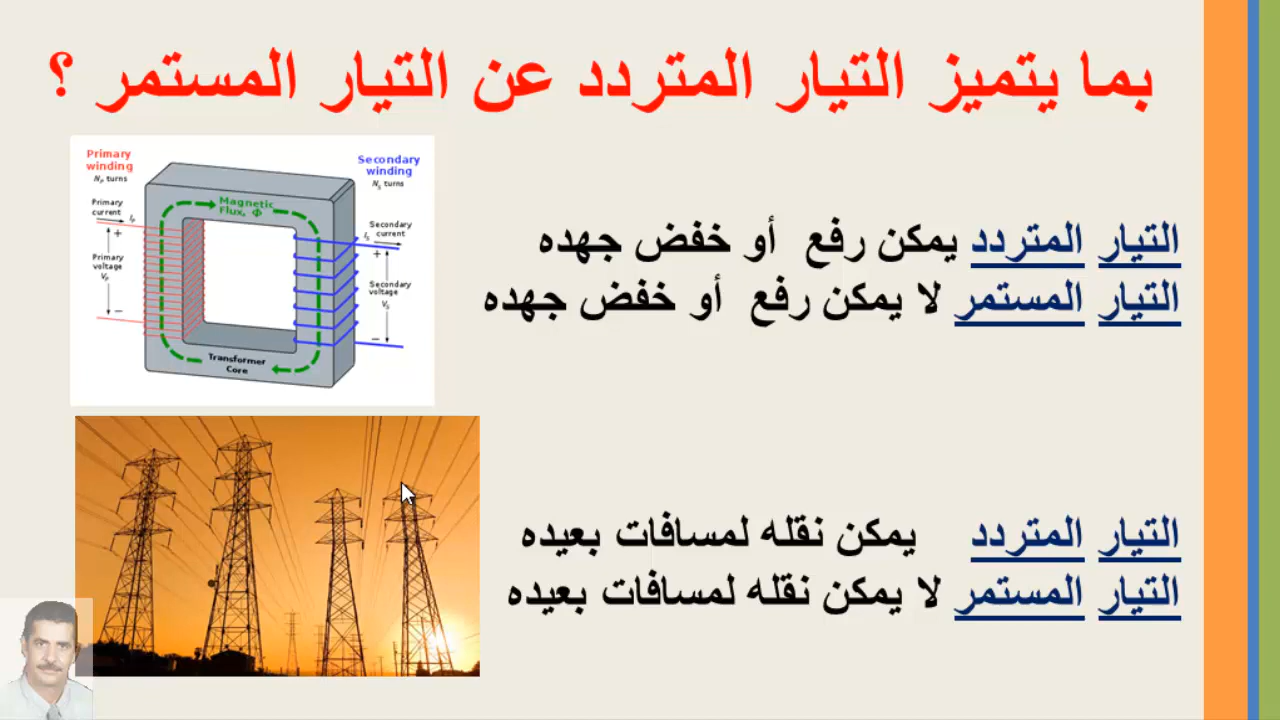 بما يتميز التيار المتردد عن التيار المستمر ؟
Primary winding
Nₚ turns
Secondary winding
Nₛ turns
Magnetic Flux, Φ
Primary current
Iₚ
+
Secondary current
Iₛ
+
Primary voltage
Vₚ
Secondary voltage
Vₛ
−
−
Transformer Core
التيار المتردد يمكن رفع أو خفض جهده
التيار المستمر لا يمكن رفع أو خفض جهده
التيار المتردد يمكن نقله لمسافات بعيده
التيار المستمر لا يمكن نقله لمسافات بعيده